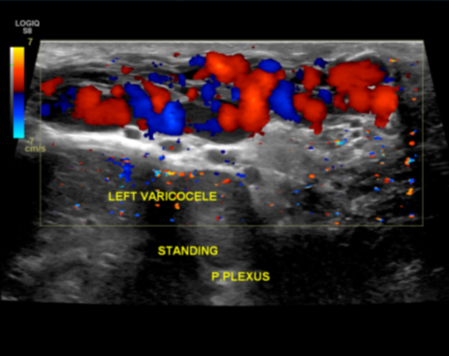 LOGIQ
S8
7
-7
cm/s
LEFT VARICOCELE
STANDING
P.PLEXUS